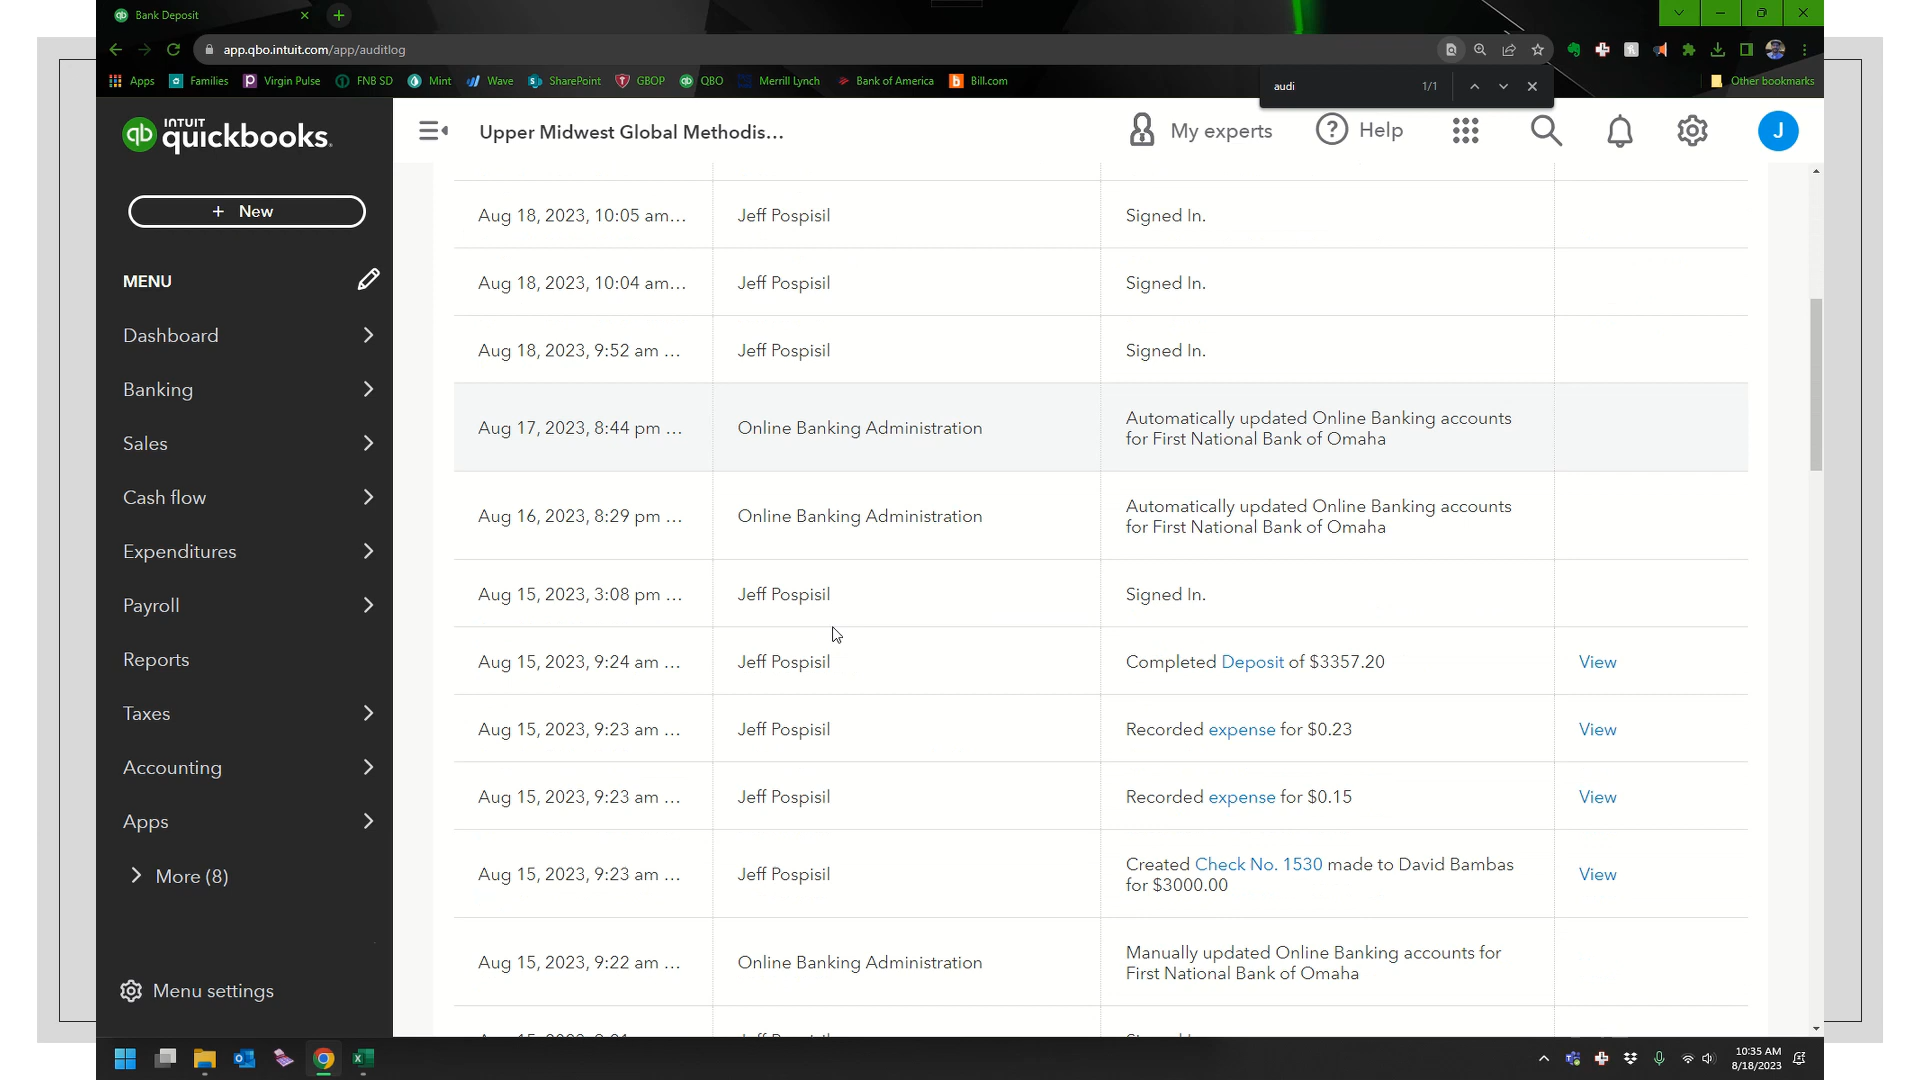 Bank Deposit
app.qbo.intuit.com/app/auditlog
Apps Families Virgin Pulse FNB SD Mint Wave SharePoint GBOP QBO Merrill Lynch Bank of America Bill.com Other bookmarks
audi 1/1
INTUIT
quickbooks.
Upper Midwest Global Methodis...
My experts Help J
+ New
MENU
Dashboard
Banking
Sales
Cash flow
Expenditures
Payroll
Reports
Taxes
Accounting
Apps
More (8)
Menu settings
Aug 18, 2023, 10:05 am... Jeff Pospisil Signed In.
Aug 18, 2023, 10:04 am... Jeff Pospisil Signed In.
Aug 18, 2023, 9:52 am ... Jeff Pospisil Signed In.
Aug 17, 2023, 8:44 pm ... Online Banking Administration Automatically updated Online Banking accounts
for First National Bank of Omaha
Aug 16, 2023, 8:29 pm ... Online Banking Administration Automatically updated Online Banking accounts
for First National Bank of Omaha
Aug 15, 2023, 3:08 pm ... Jeff Pospisil Signed In.
Aug 15, 2023, 9:24 am ... Jeff Pospisil Completed Deposit of $3357.20 View
Aug 15, 2023, 9:23 am ... Jeff Pospisil Recorded expense for $0.23 View
Aug 15, 2023, 9:23 am ... Jeff Pospisil Recorded expense for $0.15 View
Aug 15, 2023, 9:23 am ... Jeff Pospisil Created Check No. 1530 made to David Bambas
for $3000.00 View
Aug 15, 2023, 9:22 am ... Online Banking Administration Manually updated Online Banking accounts for
First National Bank of Omaha
10:35 AM
8/18/2023